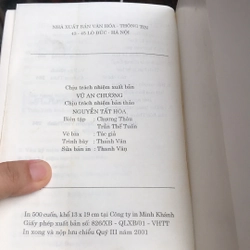 NHÀ XUẤT BẢN VĂN HÓA - THÔNG TIN
43 LÒ ĐÚC - HÀ NỘI
Chịu trách nhiệm xuất bản
VŨ AN CHƯƠNG
Chịu trách nhiệm bản thảo
NGUYỄN TẤT HÒA
Biên tập : Chương Thâu
Trần Thế Tuấn
Vẽ bìa : Tác giả
Trình bày : Thanh Vân
Sửa bản in : Thanh Vân
In 500 cuốn, khổ 13 x 19 cm tại Công ty in Minh Khánh
Giấy phép xuất bản số 826/XB - QLXB/01 - VHTT
In xong và nộp lưu chiểu Quý III năm 2001